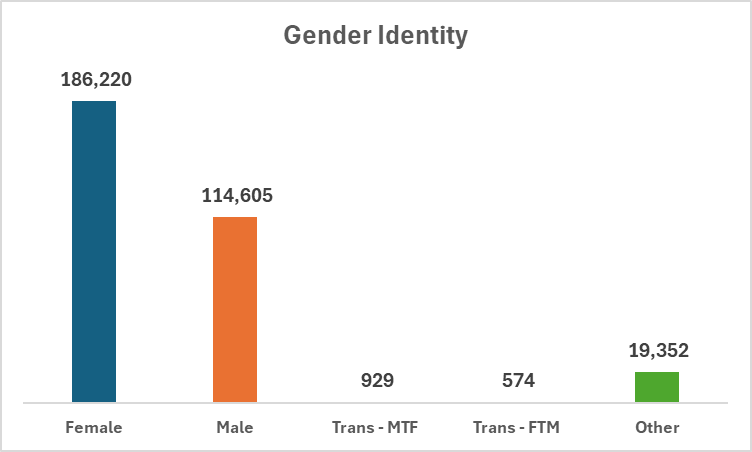 Gender Identity
186,220
114,605
929
574
19,352
Female
Male
Trans - MTF
Trans - FTM
Other